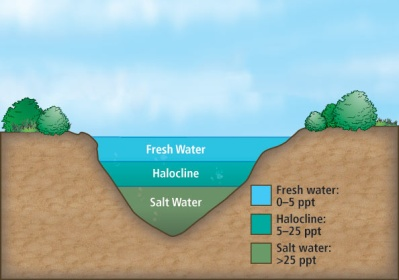 Fresh Water
Halocline
Salt Water
Fresh water:
0–5 ppt
Halocline:
5–25 ppt
Salt water:
>25 ppt